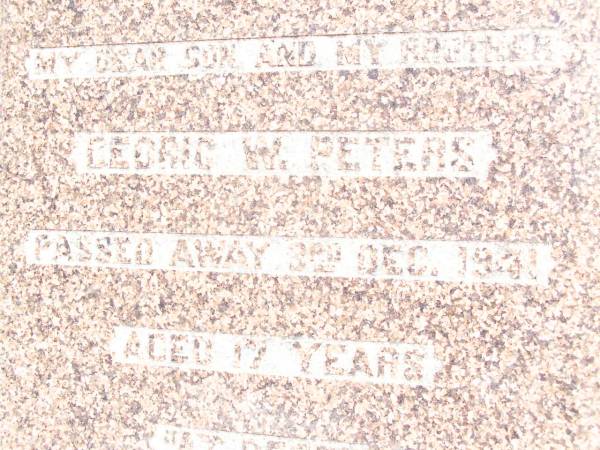 MY DEAR SON AND MY BROTHER
CEDRIC W. PETERS
PASSED AWAY 3RD DEC. 1941
AGED 17 YEARS